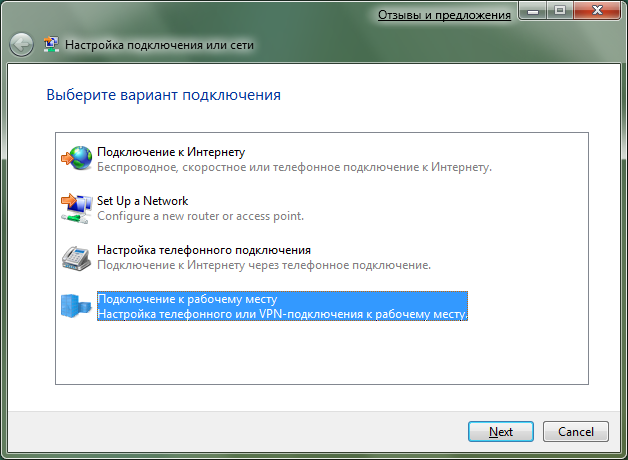 Отзывы и предложения
Настройка подключения или сети
Выберите вариант подключения
Подключение к Интернету
Беспроводное, скоростное или телефонное подключение к Интернету.
Set Up a Network
Configure a new router or access point.
Настройка телефонного подключения
Подключение к Интернету через телефонное подключение.
Подключение к рабочему месту
Настройка телефонного или VPN-подключения к рабочему месту.
Next
Cancel